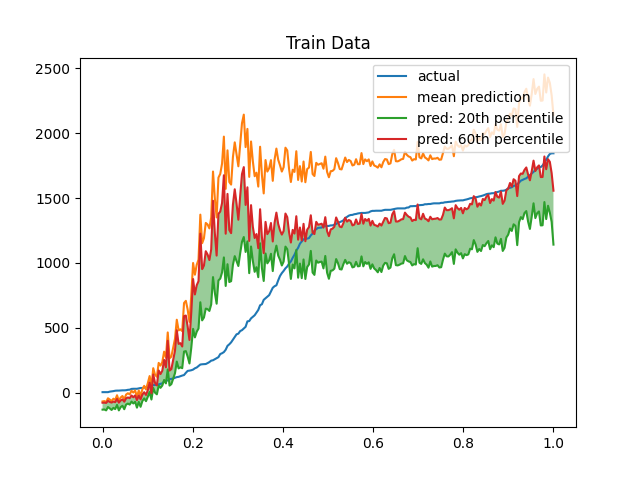 Train Data
actual
mean prediction
pred: 20th percentile
pred: 60th percentile
2500
2000
1500
1000
500
0
0.0 0.2 0.4 0.6 0.8 1.0